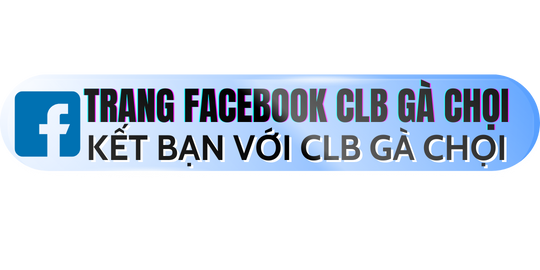 TRANG FACEBOOK CLB GÀ CHỌI
KẾT BẠN VỚI CLB GÀ CHỌI